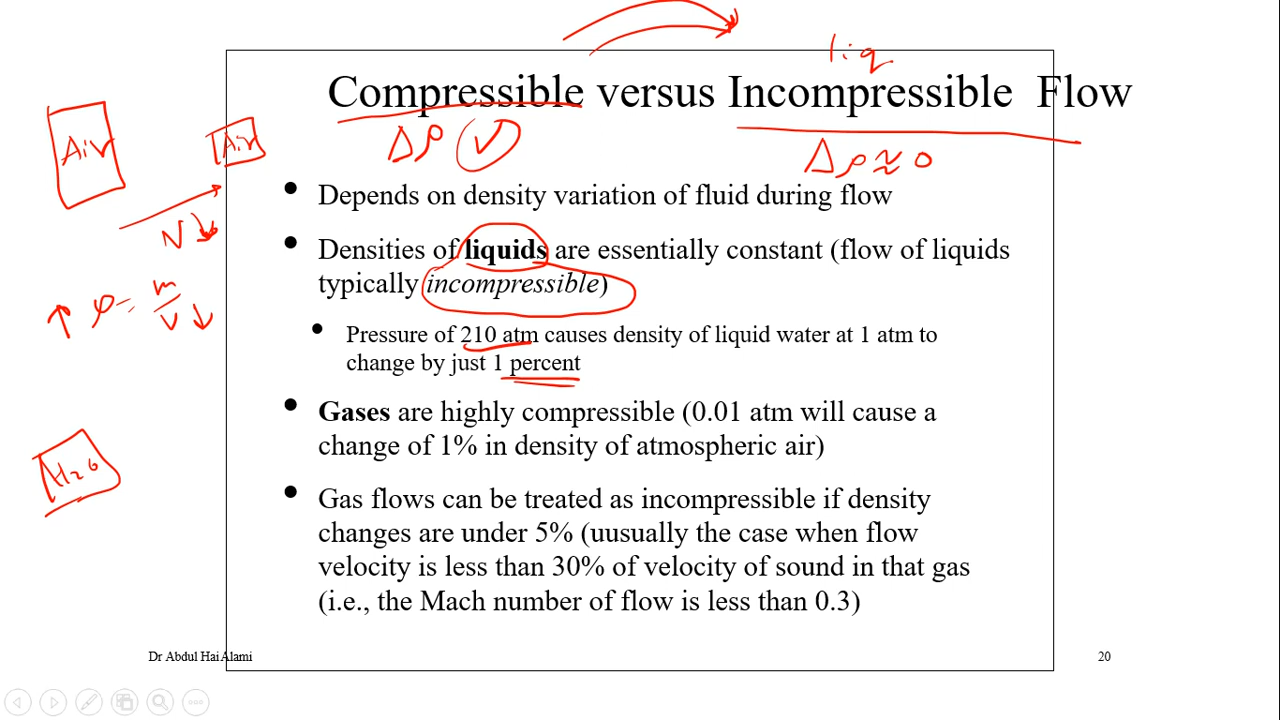 liq
Compressible versus Incompressible Flow
Δρ ✓
Δρ ≈ 0
Air
Air
V ↓
↑ ρ = m/V ↓
H2O
• Depends on density variation of fluid during flow
• Densities of liquids are essentially constant (flow of liquids
typically incompressible)
• Pressure of 210 atm causes density of liquid water at 1 atm to
change by just 1 percent
• Gases are highly compressible (0.01 atm will cause a
change of 1% in density of atmospheric air)
• Gas flows can be treated as incompressible if density
changes are under 5% (uusually the case when flow
velocity is less than 30% of velocity of sound in that gas
(i.e., the Mach number of flow is less than 0.3)
Dr Abdul Hai Alami
20